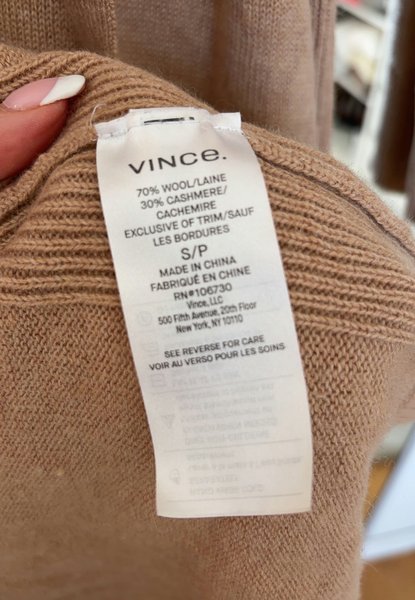 VINCE.
70% WOOL/LAINE
30% CASHMERE/
CACHEMIRE
EXCLUSIVE OF TRIM/SAUF
LES BORDURES
S/P
MADE IN CHINA
FABRIQUÉ EN CHINE
RN#106730
Vince, LLC
500 Fifth Avenue, 20th Floor
New York, NY 10110
SEE REVERSE FOR CARE
VOIR AU VERSO POUR LES SOINS